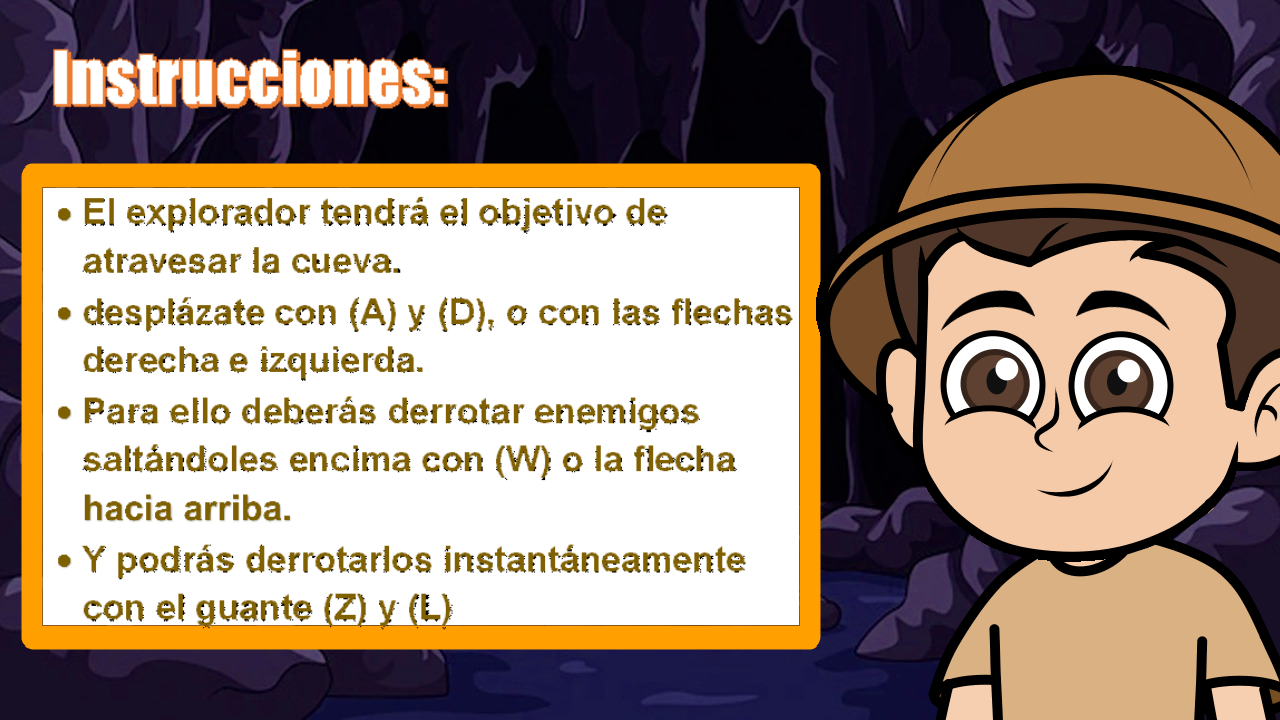 Instrucciones:
• El explorador tendrá el objetivo de
atravesar la cueva.
• desplázate con (A) y (D), o con las flechas
derecha e izquierda.
• Para ello deberás derrotar enemigos
saltándoles encima con (W) o la flecha
hacia arriba.
• Y podrás derrotarlos instantáneamente
con el guante (Z) y (L)